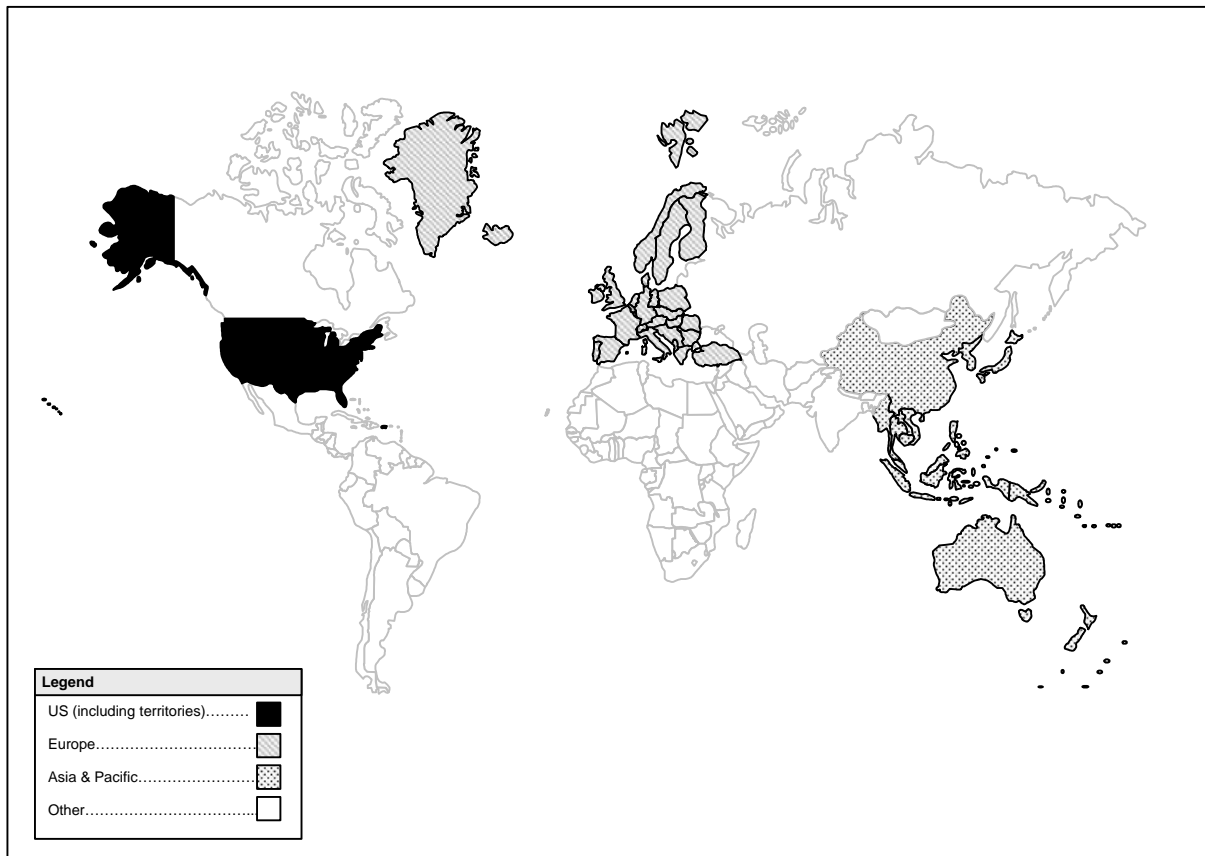 Legend
US (including territories).........
Europe.................................
Asia & Pacific........................
Other...................................